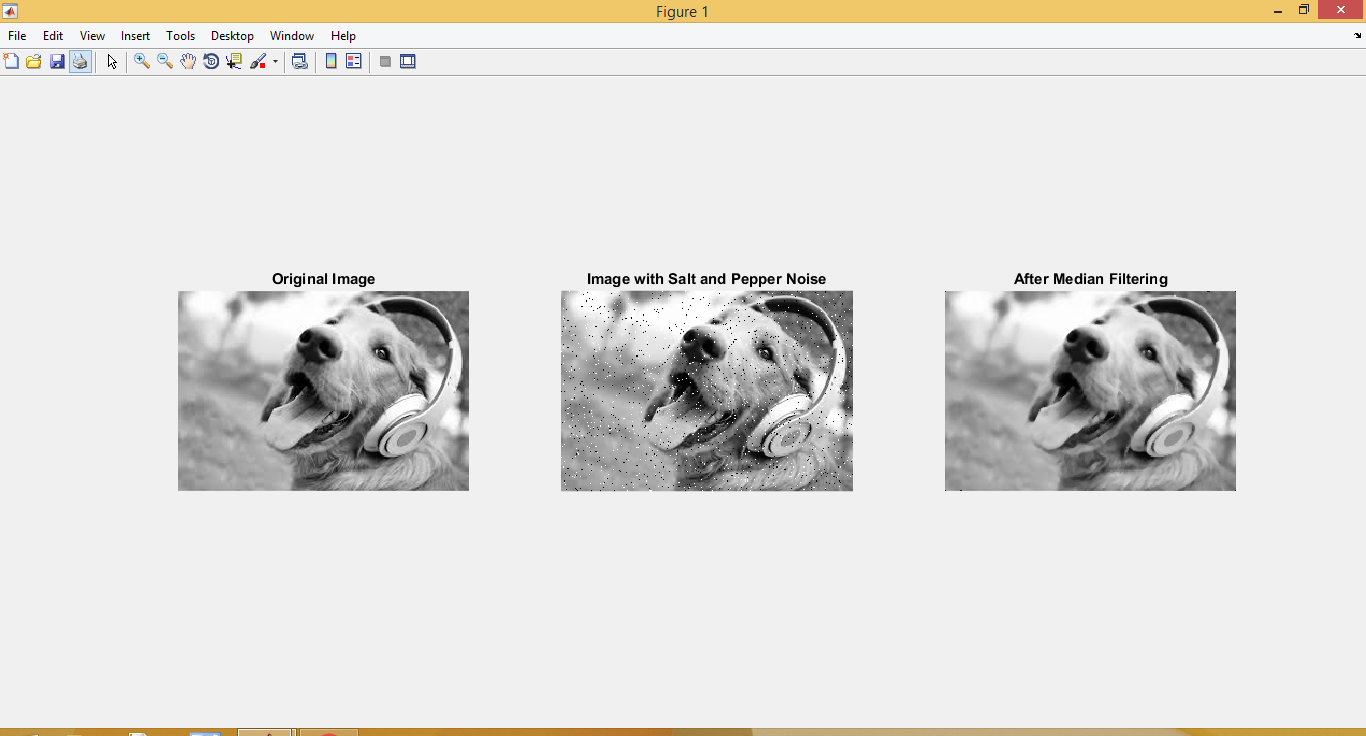 Figure 1
File Edit View Insert Tools Desktop Window Help
Original Image
Image with Salt and Pepper Noise
After Median Filtering